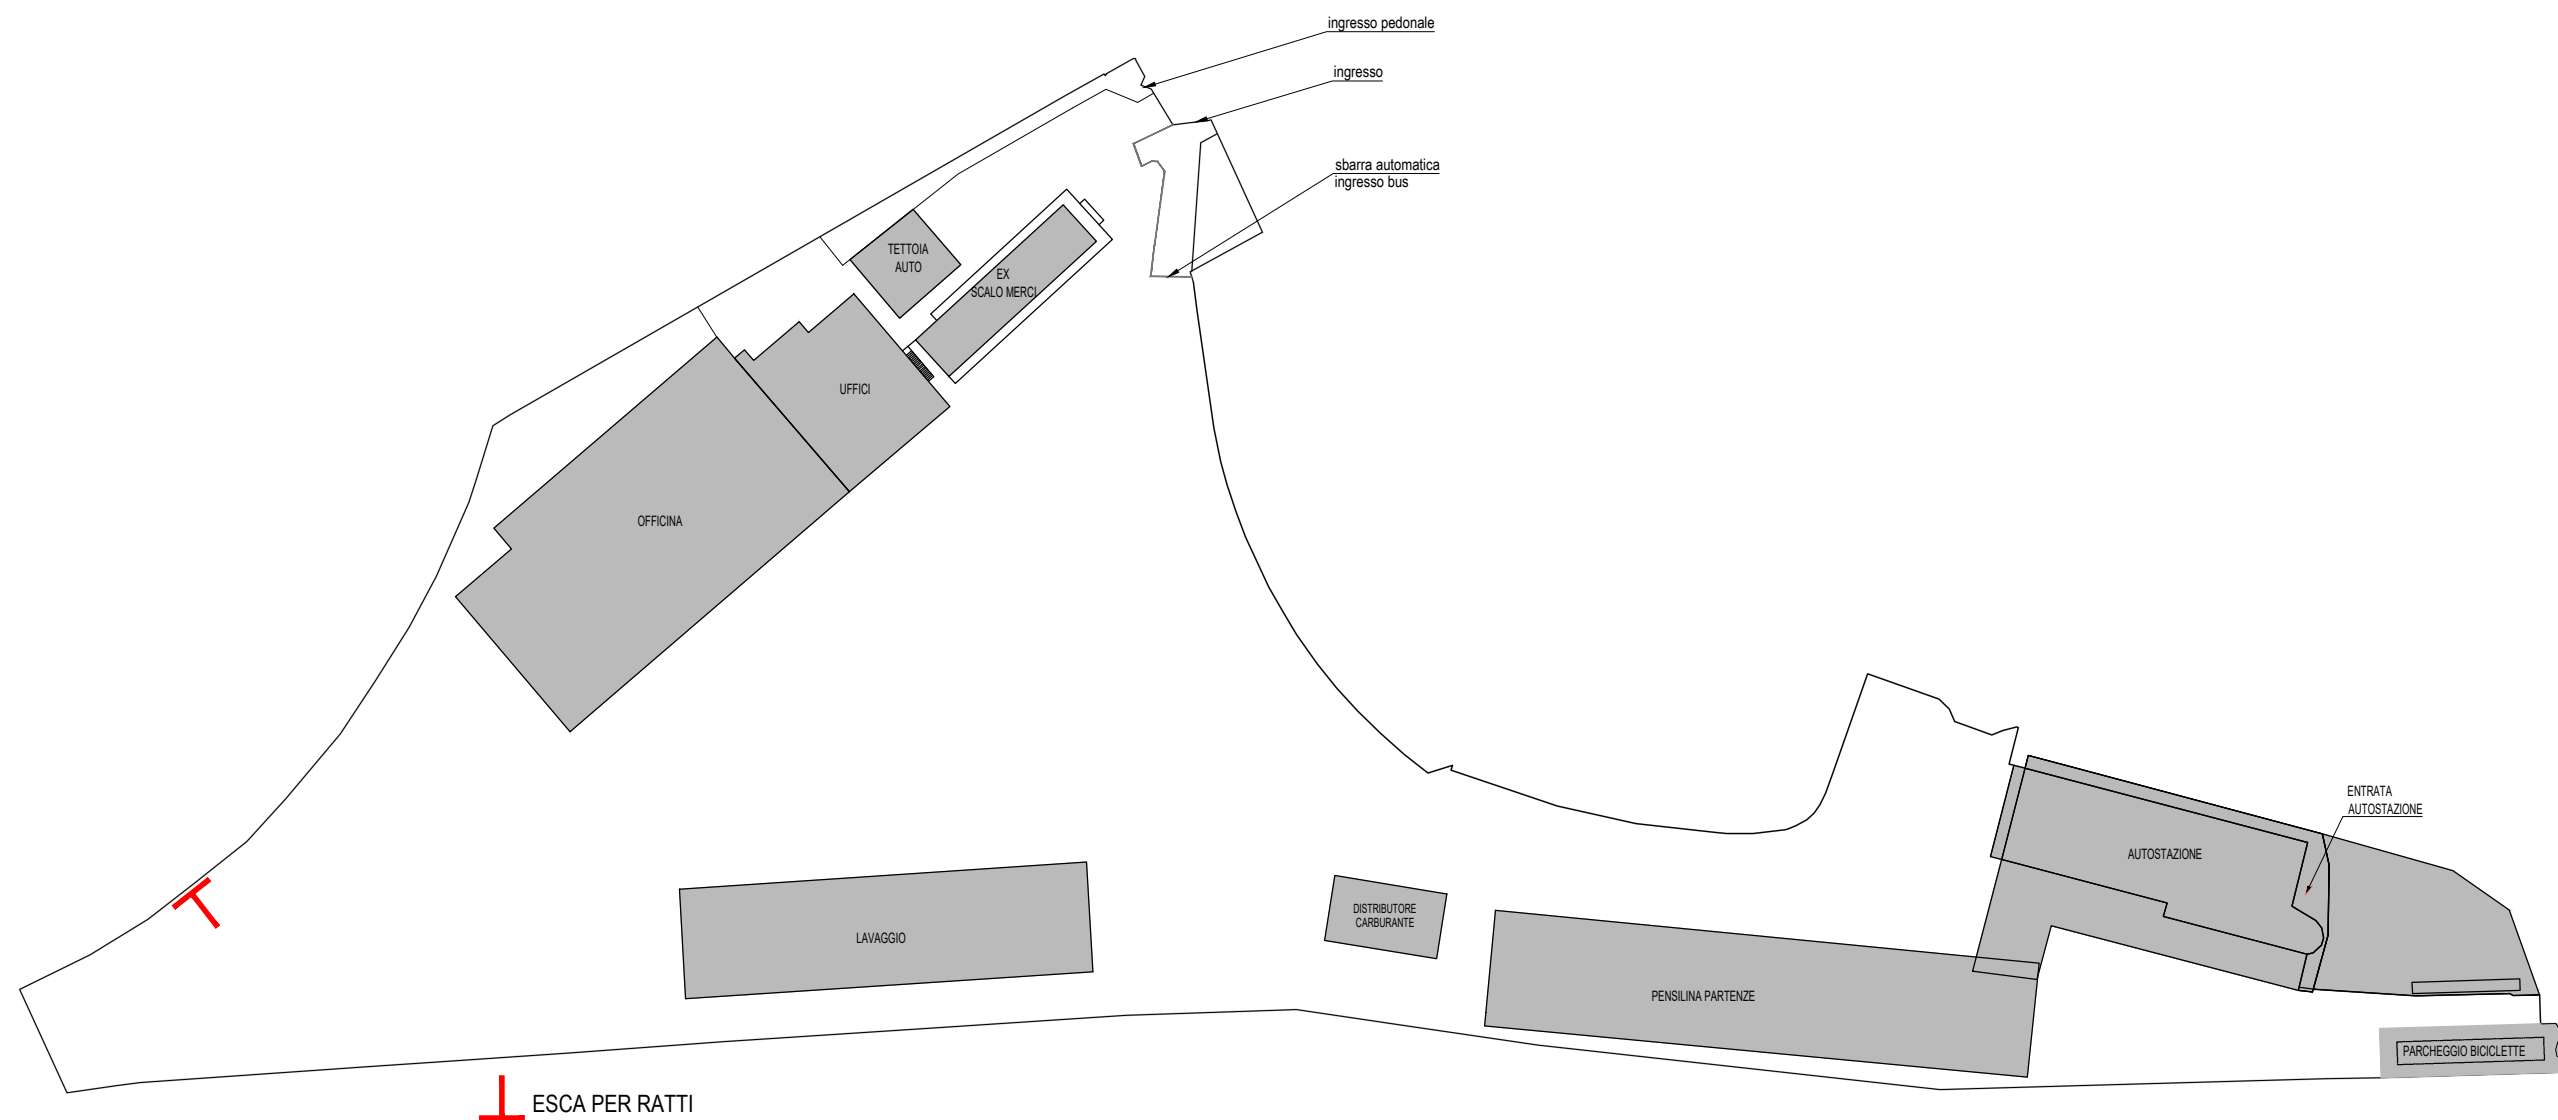 ingresso pedonale
ingresso
sbarra automatica
ingresso bus
TETTOIA
AUTO
EX
SCALO MERCI
UFFICI
OFFICINA
ENTRATA
AUTOSTAZIONE
AUTOSTAZIONE
DISTRIBUTORE
CARBURANTE
LAVAGGIO
PENSILINA PARTENZE
PARCHEGGIO BICICLETTE
ESCA PER RATTI